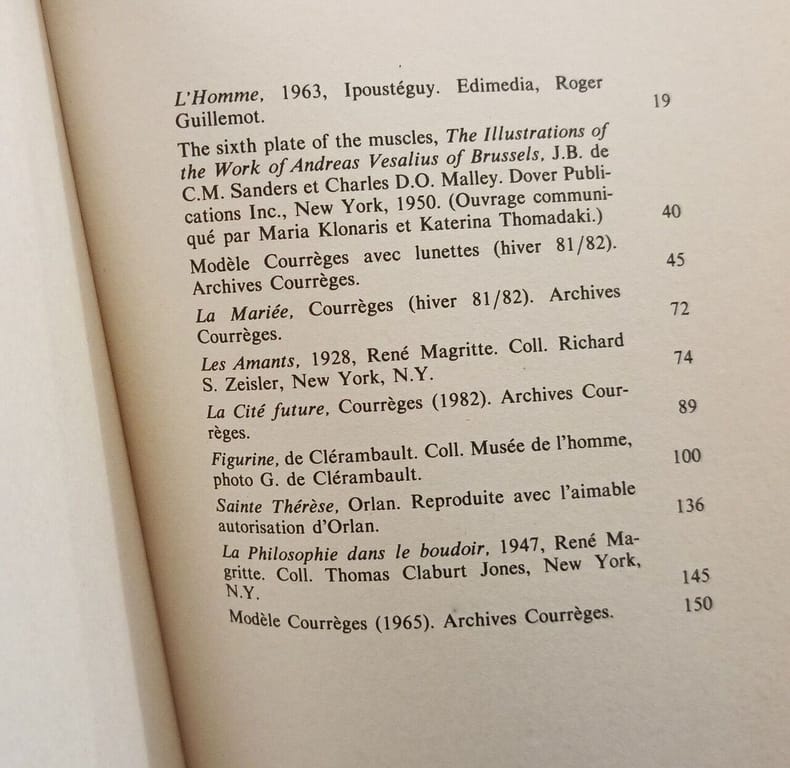 L'Homme, 1963, Ipoustéguy. Edimedia, Roger
Guillemot. 19
The sixth plate of the muscles, The Illustrations of
the Work of Andreas Vesalius of Brussels, J.B. de
C.M. Sanders et Charles D.O. Malley. Dover Publi-
cations Inc., New York, 1950. (Ouvrage communi-
qué par Maria Klonaris et Katerina Thomadaki.) 40
Modèle Courrèges avec lunettes (hiver 81/82).
Archives Courrèges. 45
La Mariée, Courrèges (hiver 81/82). Archives
Courrèges. 72
Les Amants, 1928, René Magritte. Coll. Richard
S. Zeisler, New York, N.Y. 74
La Cité future, Courrèges (1982). Archives Cour-
règes. 89
Figurine, de Clérambault. Coll. Musée de l'homme,
photo G. de Clérambault. 100
Sainte Thérèse, Orlan. Reproduite avec l'aimable
autorisation d'Orlan. 136
La Philosophie dans le boudoir, 1947, René Ma-
gritte. Coll. Thomas Claburt Jones, New York,
N.Y. 145
Modèle Courrèges (1965). Archives Courrèges. 150